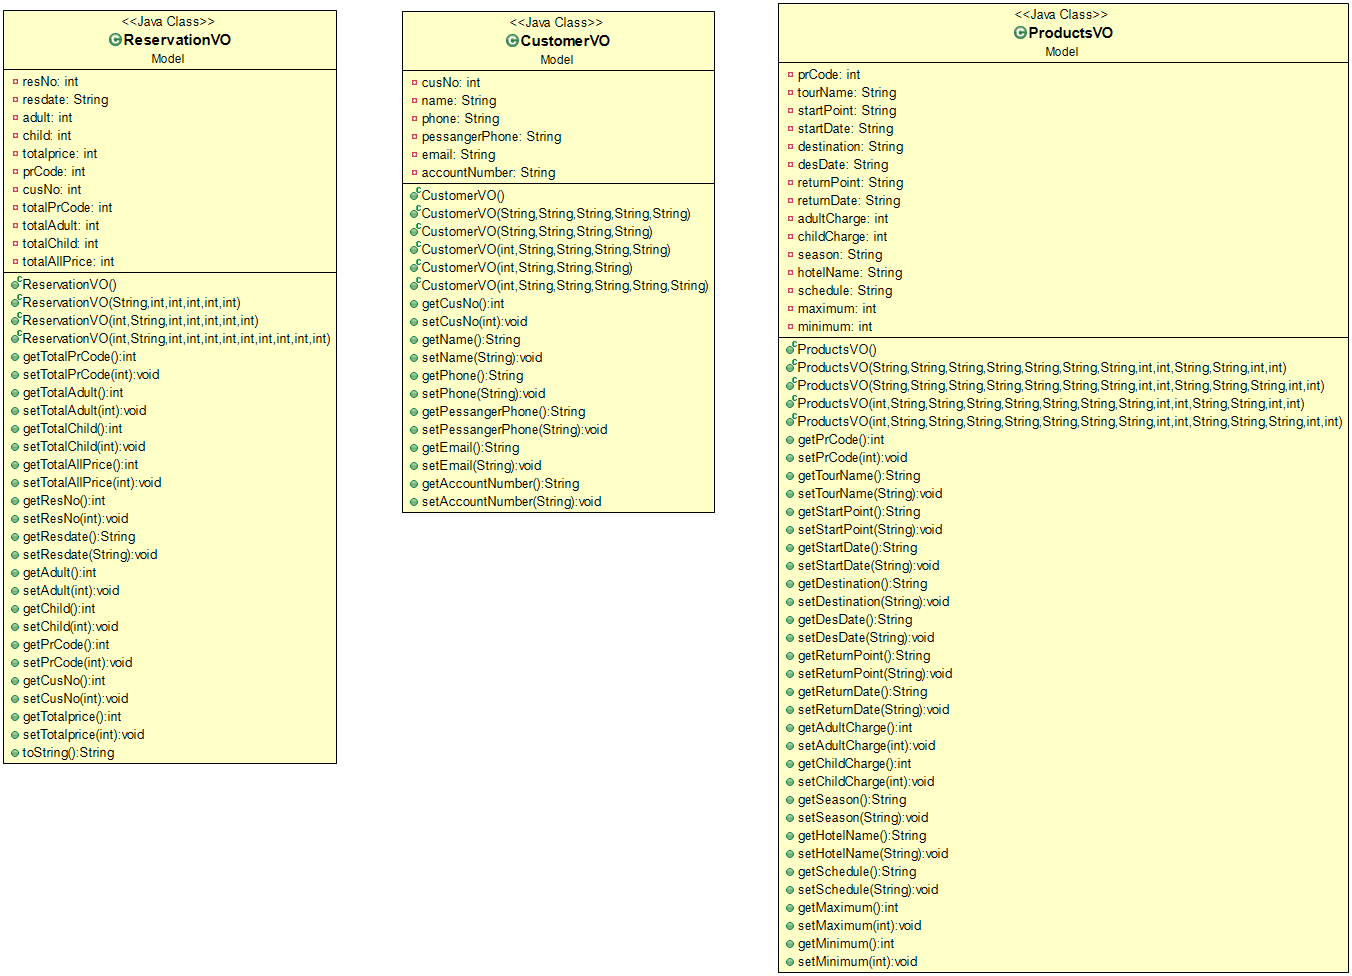 <<Java Class>>
ReservationVO
Model
resNo: int
resdate: String
adult: int
child: int
totalprice: int
prCode: int
cusNo: int
totalPrCode: int
totalAdult: int
totalChild: int
totalAllPrice: int
ReservationVO()
ReservationVO(String,int,int,int,int,int)
ReservationVO(int,String,int,int,int,int,int)
ReservationVO(int,String,int,int,int,int,int,int,int,int,int)
getTotalPrCode():int
setTotalPrCode(int):void
getTotalAdult():int
setTotalAdult(int):void
getTotalChild():int
setTotalChild(int):void
getTotalAllPrice():int
setTotalAllPrice(int):void
getResNo():int
setResNo(int):void
getResdate():String
setResdate(String):void
getAdult():int
setAdult(int):void
getChild():int
setChild(int):void
getPrCode():int
setPrCode(int):void
getCusNo():int
setCusNo(int):void
getTotalprice():int
setTotalprice(int):void
toString():String
<<Java Class>>
CustomerVO
Model
cusNo: int
name: String
phone: String
pessangerPhone: String
email: String
accountNumber: String
CustomerVO()
CustomerVO(String,String,String,String,String)
CustomerVO(String,String,String,String)
CustomerVO(int,String,String,String,String)
CustomerVO(int,String,String,String)
CustomerVO(int,String,String,String,String,String)
getCusNo():int
setCusNo(int):void
getName():String
setName(String):void
getPhone():String
setPhone(String):void
getPessangerPhone():String
setPessangerPhone(String):void
getEmail():String
setEmail(String):void
getAccountNumber():String
setAccountNumber(String):void
<<Java Class>>
ProductsVO
Model
prCode: int
tourName: String
startPoint: String
startDate: String
destination: String
desDate: String
returnPoint: String
returnDate: String
adultCharge: int
childCharge: int
season: String
hotelName: String
schedule: String
maximum: int
minimum: int
ProductsVO()
ProductsVO(String,String,String,String,String,String,String,int,int,String,String,int,int)
ProductsVO(String,String,String,String,String,String,String,int,int,String,String,String,int,int)
ProductsVO(int,String,String,String,String,String,String,String,int,int,String,String,int,int)
ProductsVO(int,String,String,String,String,String,String,String,int,int,String,String,String,int,int)
getPrCode():int
setPrCode(int):void
getTourName():String
setTourName(String):void
getStartPoint():String
setStartPoint(String):void
getStartDate():String
setStartDate(String):void
getDestination():String
setDestination(String):void
getDesDate():String
setDesDate(String):void
getReturnPoint():String
setReturnPoint(String):void
getReturnDate():String
setReturnDate(String):void
getAdultCharge():int
setAdultCharge(int):void
getChildCharge():int
setChildCharge(int):void
getSeason():String
setSeason(String):void
getHotelName():String
setHotelName(String):void
getSchedule():String
setSchedule(String):void
getMaximum():int
setMaximum(int):void
getMinimum():int
setMinimum(int):void